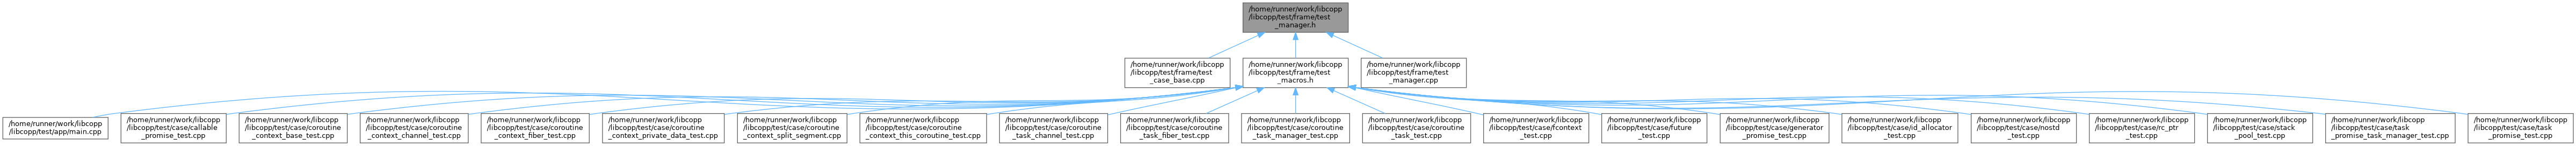 /home/runner/work/libcopp
/libcopp/test/frame/test
_manager.h
/home/runner/work/libcopp
/libcopp/test/frame/test
_case_base.cpp
/home/runner/work/libcopp
/libcopp/test/frame/test
_macros.h
/home/runner/work/libcopp
/libcopp/test/frame/test
_manager.cpp
/home/runner/work/libcopp
/libcopp/test/app/main.cpp
/home/runner/work/libcopp
/libcopp/test/case/callable
_promise_test.cpp
/home/runner/work/libcopp
/libcopp/test/case/coroutine
_context_base_test.cpp
/home/runner/work/libcopp
/libcopp/test/case/coroutine
_context_channel_test.cpp
/home/runner/work/libcopp
/libcopp/test/case/coroutine
_context_fiber_test.cpp
/home/runner/work/libcopp
/libcopp/test/case/coroutine
_context_private_data_test.cpp
/home/runner/work/libcopp
/libcopp/test/case/coroutine
_context_split_segment.cpp
/home/runner/work/libcopp
/libcopp/test/case/coroutine
_context_this_coroutine_test.cpp
/home/runner/work/libcopp
/libcopp/test/case/coroutine
_task_channel_test.cpp
/home/runner/work/libcopp
/libcopp/test/case/coroutine
_task_fiber_test.cpp
/home/runner/work/libcopp
/libcopp/test/case/coroutine
_task_manager_test.cpp
/home/runner/work/libcopp
/libcopp/test/case/coroutine
_task_test.cpp
/home/runner/work/libcopp
/libcopp/test/case/fcontext
_test.cpp
/home/runner/work/libcopp
/libcopp/test/case/future
_test.cpp
/home/runner/work/libcopp
/libcopp/test/case/generator
_promise_test.cpp
/home/runner/work/libcopp
/libcopp/test/case/id_allocator
_test.cpp
/home/runner/work/libcopp
/libcopp/test/case/nostd
_test.cpp
/home/runner/work/libcopp
/libcopp/test/case/rc_ptr
_test.cpp
/home/runner/work/libcopp
/libcopp/test/case/stack
_pool_test.cpp
/home/runner/work/libcopp
/libcopp/test/case/task
_promise_task_manager_test.cpp
/home/runner/work/libcopp
/libcopp/test/case/task
_promise_test.cpp